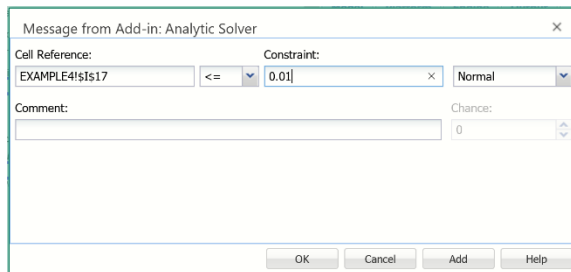 Message from Add-in: Analytic Solver
Cell Reference: Constraint:
EXAMPLE4!$I$17 <= 0.01 Normal
Comment: Chance:
0
OK Cancel Add Help